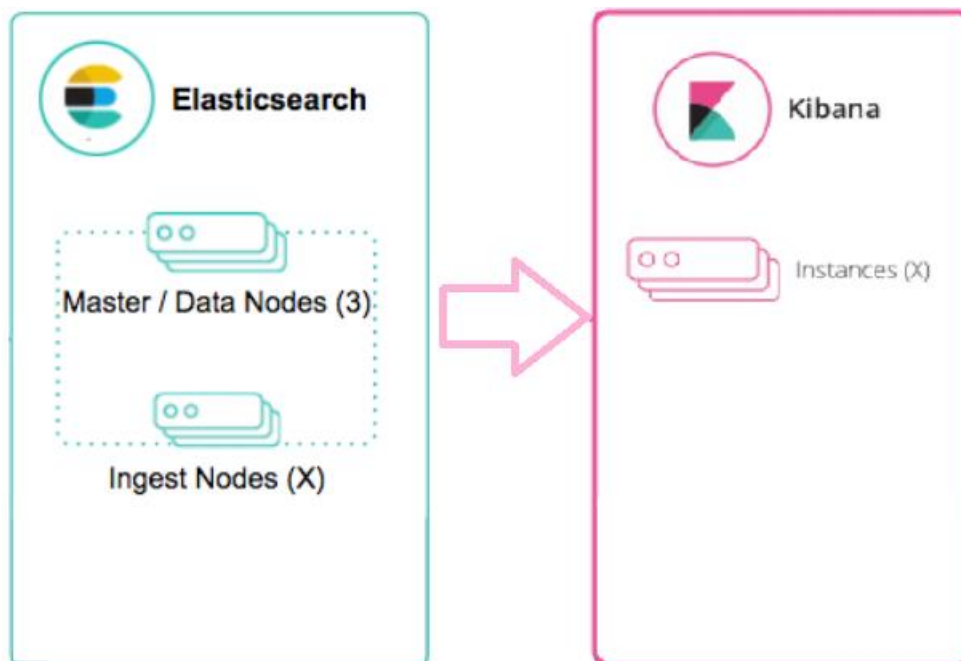 Elasticsearch
Master / Data Nodes (3)
Ingest Nodes (X)
Kibana
Instances (X)